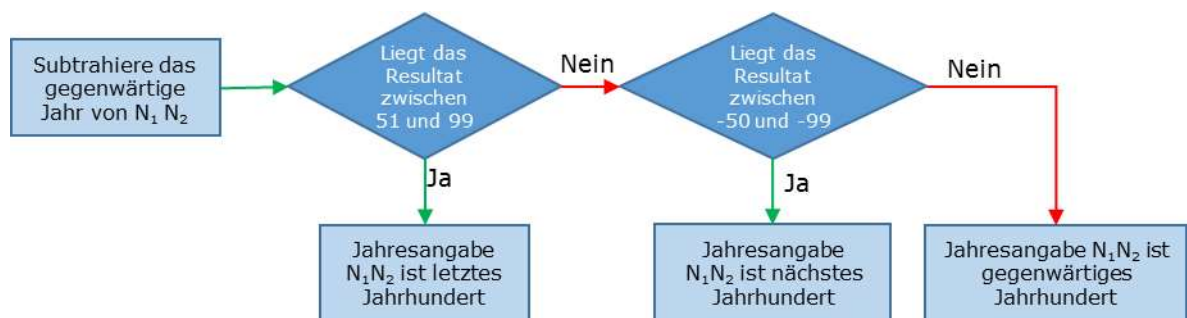 Subtrahiere das
gegenwärtige
Jahr von N₁ N₂
Liegt das
Resultat
zwischen
51 und 99
Nein
Liegt das
Resultat
zwischen
-50 und -99
Nein
Ja
Ja
Jahresangabe
N₁N₂ ist letztes
Jahrhundert
Jahresangabe
N₁N₂ ist nächstes
Jahrhundert
Jahresangabe N₁N₂ ist
gegenwärtiges
Jahrhundert